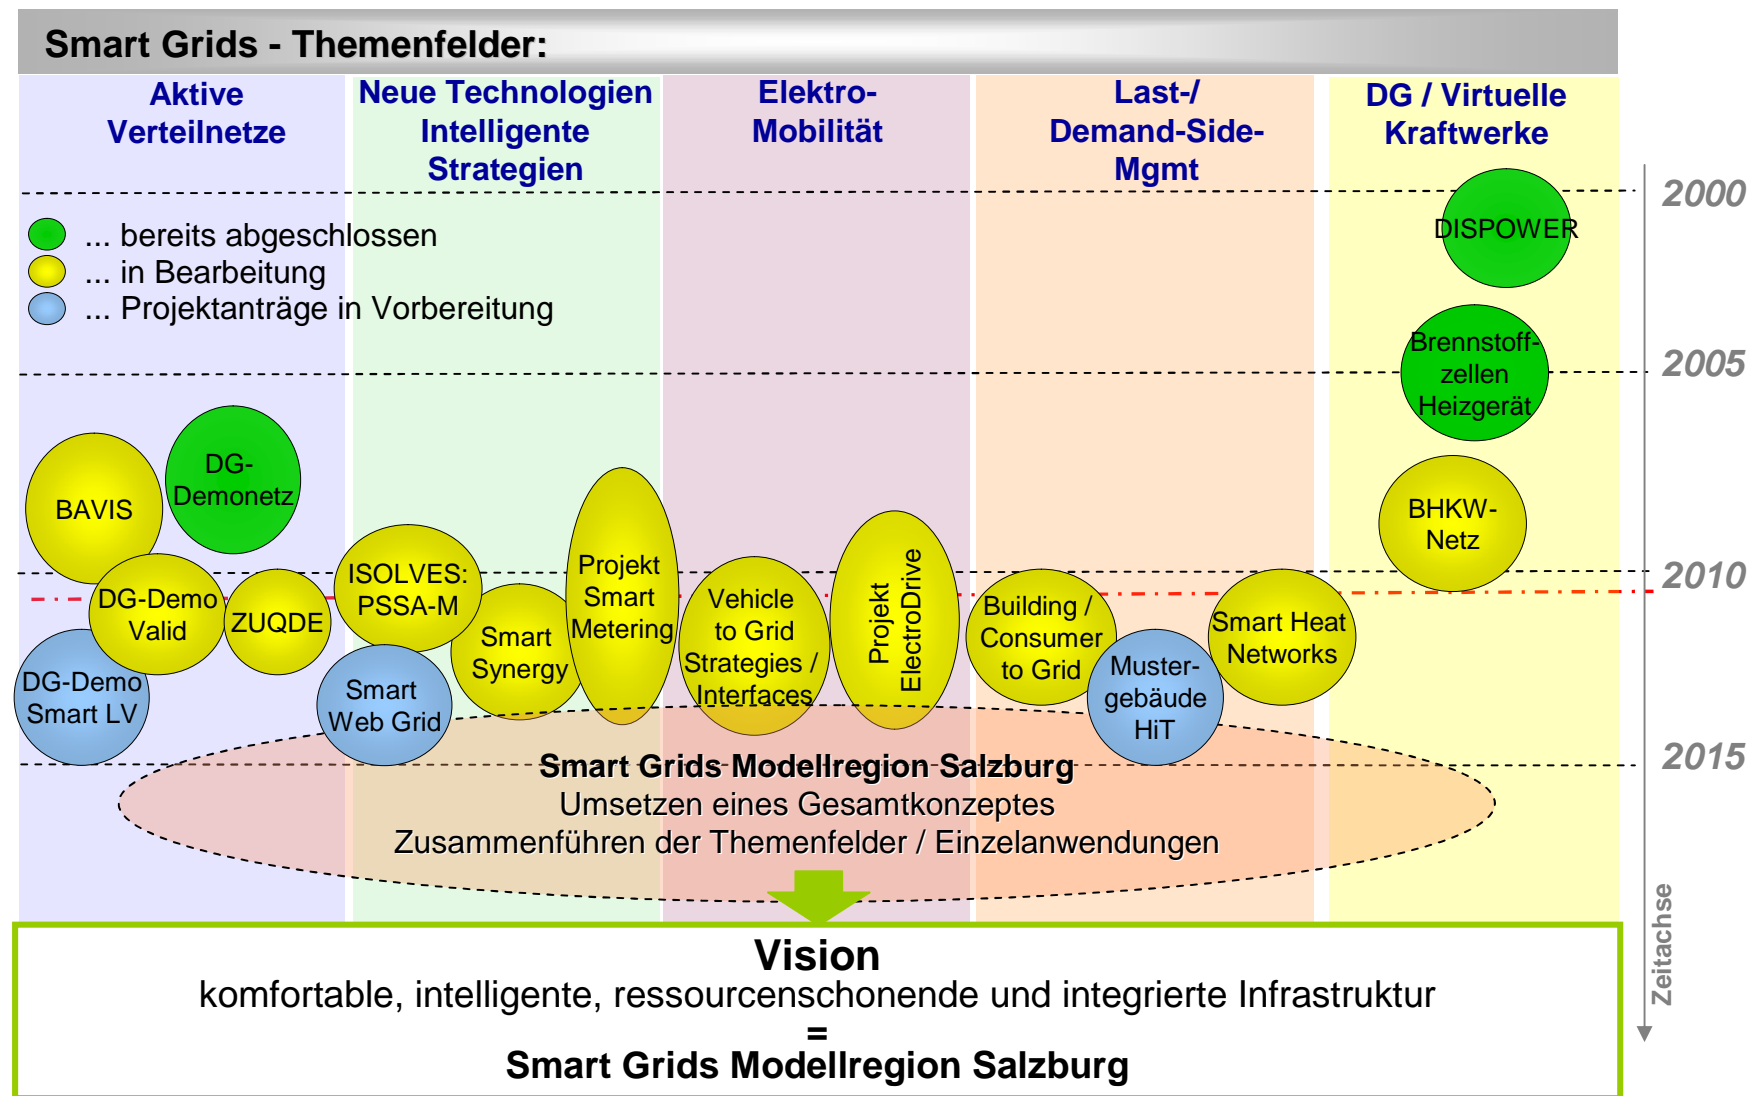 Smart Grids - Themenfelder:
Aktive
Verteilnetze
Neue Technologien
Intelligente
Strategien
Elektro-
Mobilität
Last-/
Demand-Side-
Mgmt
DG / Virtuelle
Kraftwerke
... bereits abgeschlossen
... in Bearbeitung
... Projektanträge in Vorbereitung
2000
2005
2010
2015
Zeitachse
DISPOWER
Brennstoff-
zellen
Heizgerät
BHKW-
Netz
BAVIS
DG-
Demonetz
DG-Demo
Valid
ZUQDE
DG-Demo
Smart LV
ISOLVES:
PSSA-M
Smart
Web Grid
Smart
Synergy
Projekt
Smart
Metering
Vehicle
to Grid
Strategies /
Interfaces
Projekt
ElectroDrive
Building /
Consumer
to Grid
Muster-
gebäude
HiT
Smart Heat
Networks
Smart Grids Modellregion Salzburg
Umsetzen eines Gesamtkonzeptes
Zusammenführen der Themenfelder / Einzelanwendungen
Vision
komfortable, intelligente, ressourcenschonende und integrierte Infrastruktur
=
Smart Grids Modellregion Salzburg